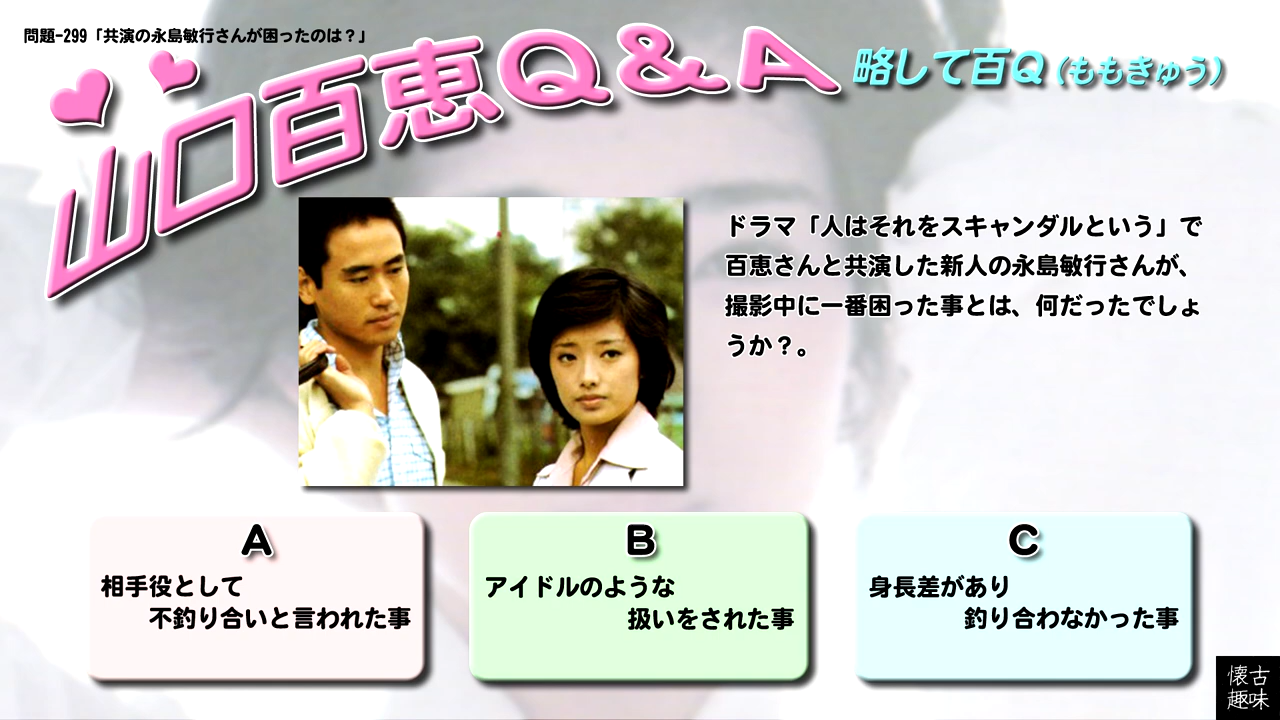 問題-299「共演の永島敏行さんが困ったのは？」
山口百恵Q&A
略して百Q（ももきゅう）
ドラマ「人はそれをスキャンダルという」で
百恵さんと共演した新人の永島敏行さんが、
撮影中に一番困った事とは、何だったでしょ
うか？。
A
相手役として
不釣り合いと言われた事
B
アイドルのような
扱いをされた事
C
身長差があり
釣り合わなかった事
懐古
趣味